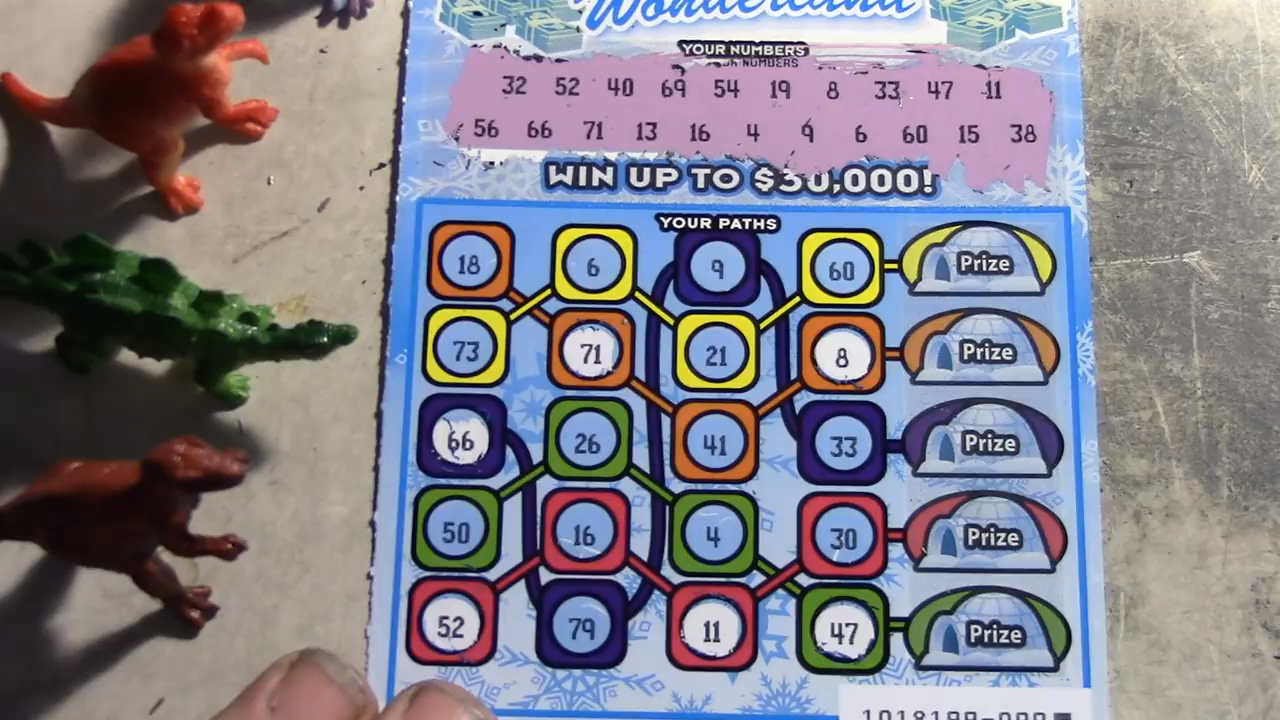 Wonderland
YOUR NUMBERS
32 52 40 69 54 19 8 33 47 11
56 66 71 13 16 4 9 6 60 15 38
WIN UP TO $30,000!
YOUR PATHS
18 6 9 60 Prize
73 71 21 8 Prize
66 26 41 33 Prize
50 16 4 30 Prize
52 79 11 47 Prize